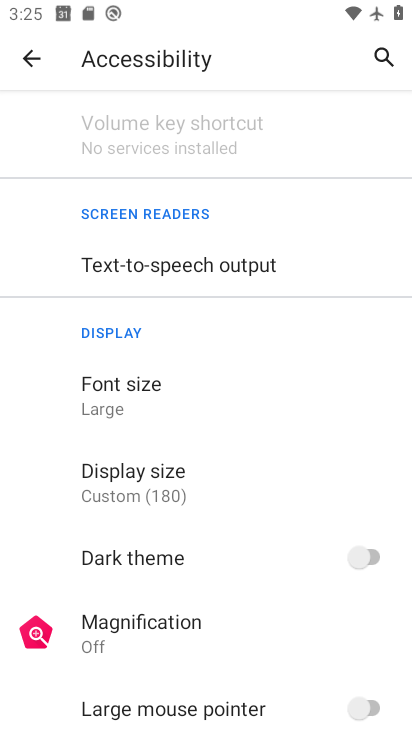 3:25
31
Accessibility
Volume key shortcut
No services installed
SCREEN READERS
Text-to-speech output
DISPLAY
Font size
Large
Display size
Custom (180)
Dark theme
Magnification
Off
Large mouse pointer